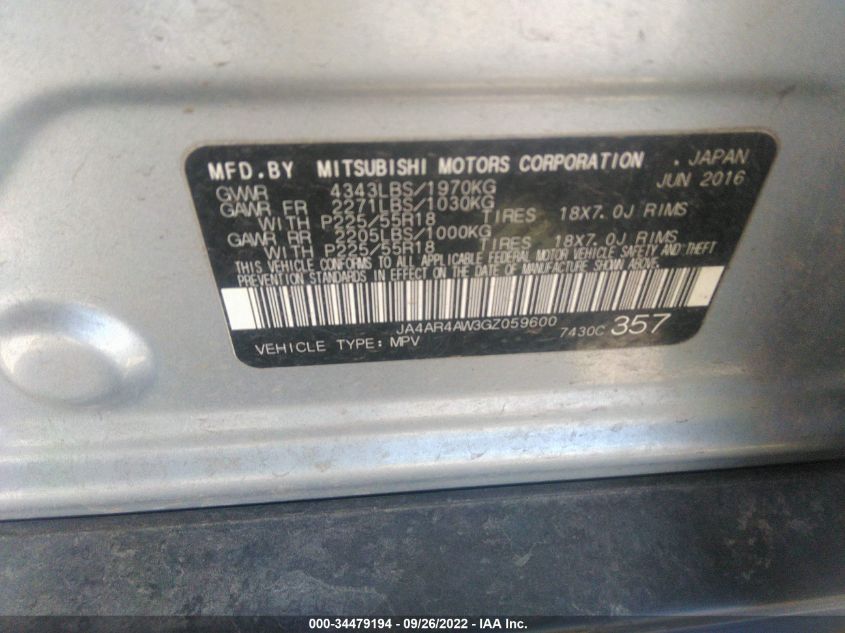 MFD.BY MITSUBISHI MOTORS CORPORATION . JAPAN
JUN 2016
GVWR 4343LBS/1970KG
GAWR FR 2271LBS/1030KG
WITH P225/55R18 TIRES 18X7.0J RIMS
GAWR RR 2205LBS/1000KG
WITH P225/55R18 TIRES 18X7.0J RIMS
THIS VEHICLE CONFORMS TO ALL APPLICABLE FEDERAL MOTOR VEHICLE SAFETY AND THEFT
PREVENTION STANDARDS IN EFFECT ON THE DATE OF MANUFACTURE SHOWN ABOVE.
JA4AR4AW3GZ059600 7430C 357
VEHICLE TYPE: MPV
000-34479194 - 09/26/2022 - IAA Inc.